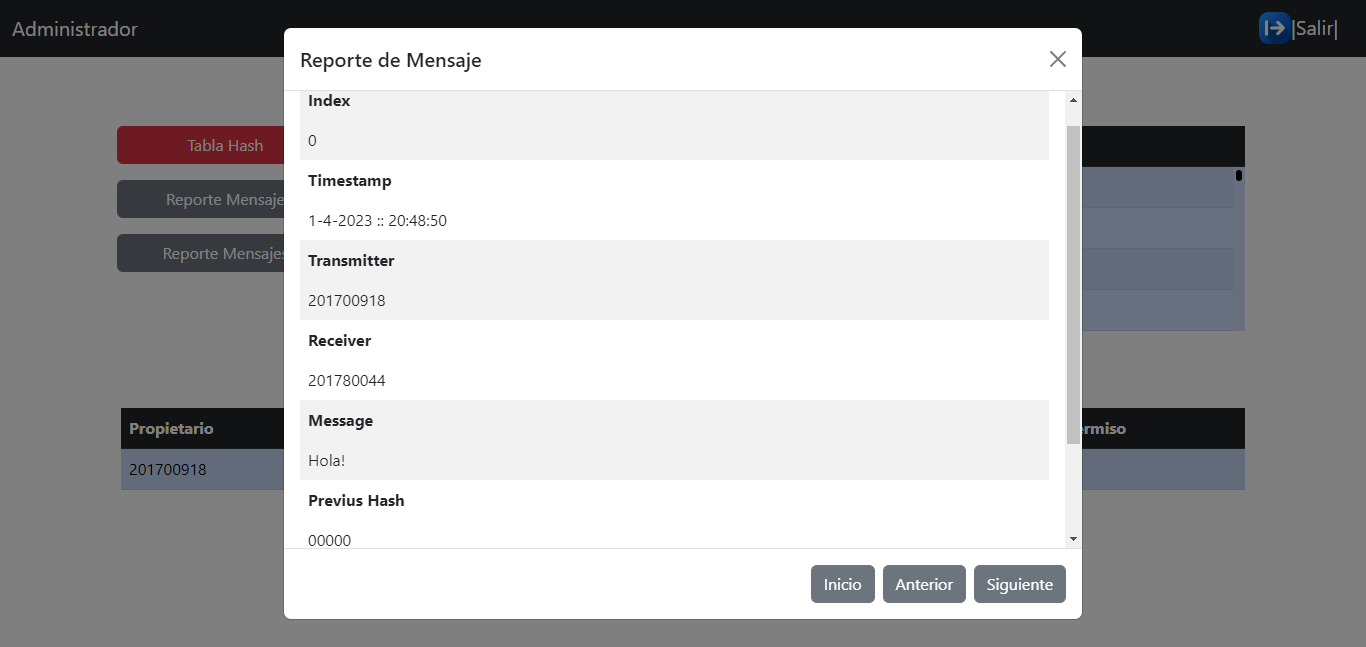 Administrador
|Salir|
Reporte de Mensaje
Tabla Hash
Reporte Mensaje
Reporte Mensajes
Index
0
Timestamp
1-4-2023 :: 20:48:50
Transmitter
201700918
Receiver
201780044
Message
Hola!
Previus Hash
00000
Propietario
ermiso
201700918
Inicio
Anterior
Siguiente